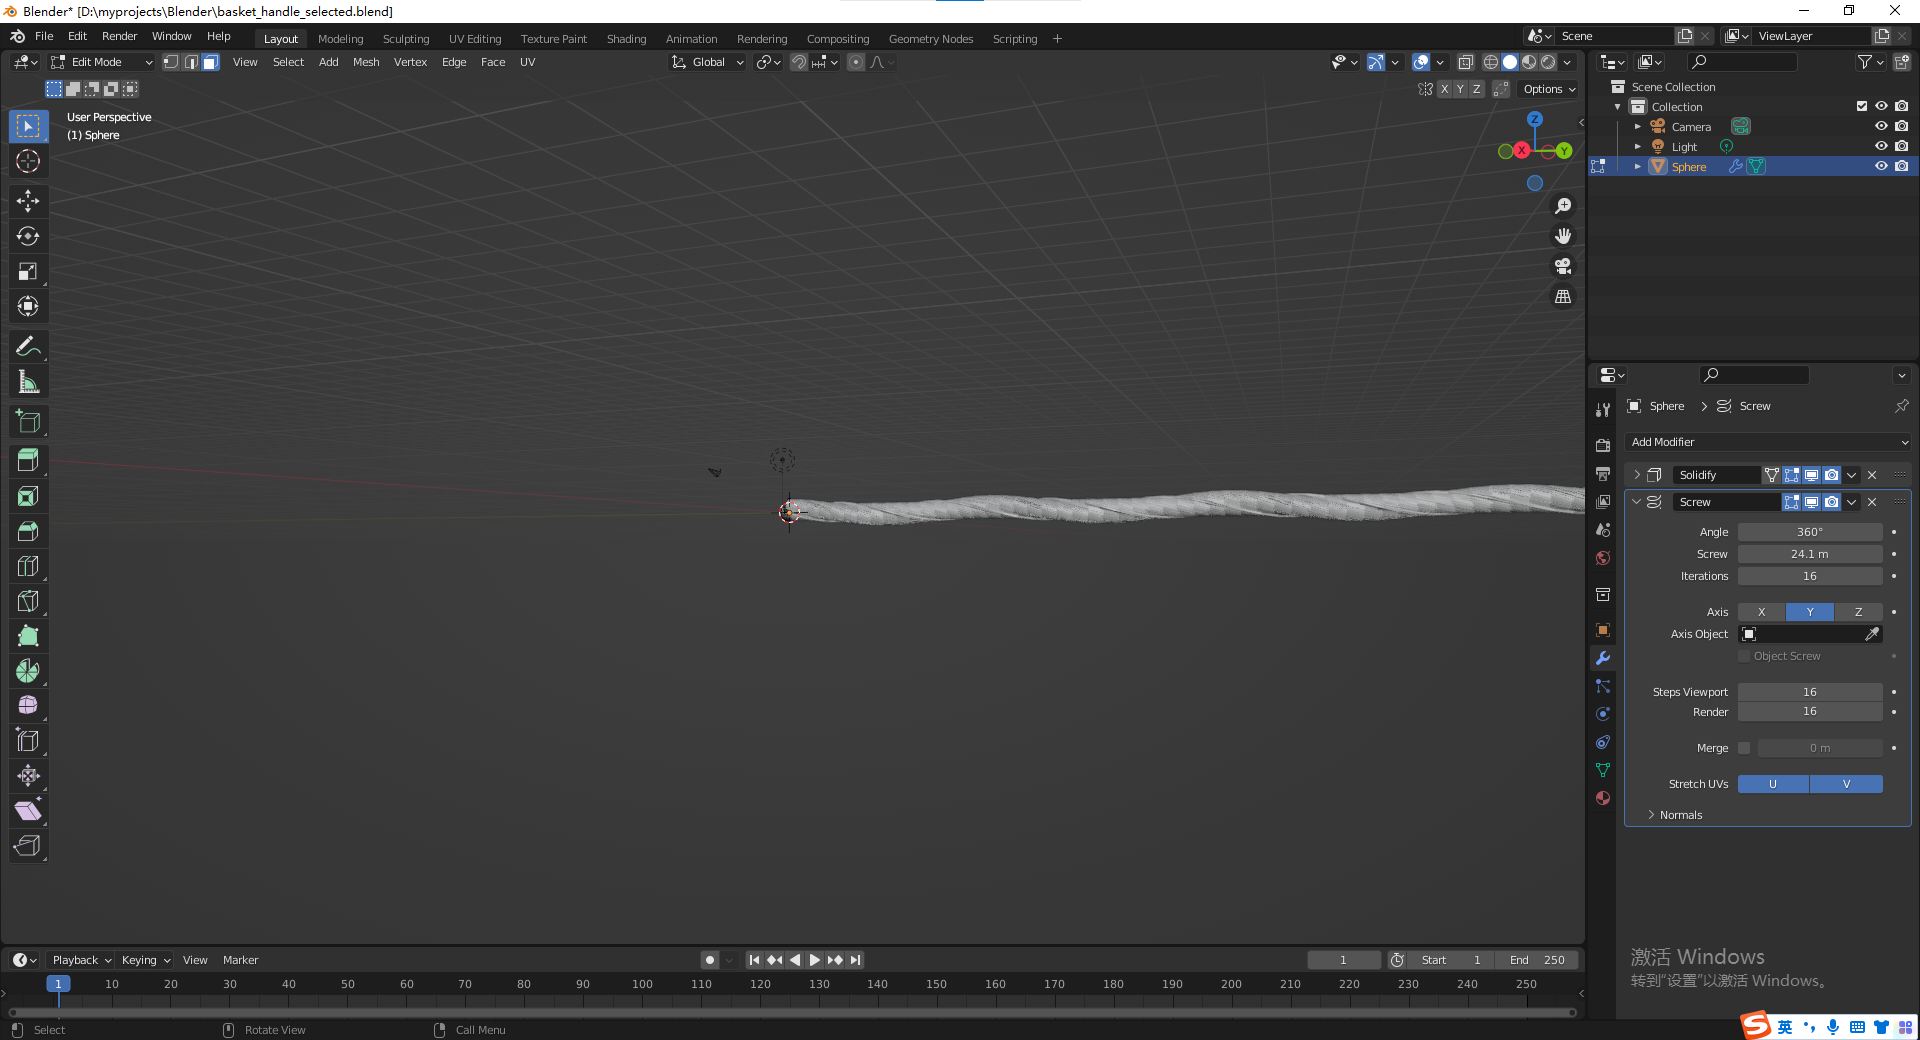 Blender* [D:\myprojects\Blender\basket_handle_selected.blend]
File Edit Render Window Help
Layout Modeling Sculpting UV Editing Texture Paint Shading Animation Rendering Compositing Geometry Nodes Scripting +
Scene
ViewLayer
Edit Mode
View Select Add Mesh Vertex Edge Face UV
Global
X Y Z
Options
User Perspective
(1) Sphere
Z
X
Y
Scene Collection
Collection
Camera
Light
Sphere
Sphere > Screw
Add Modifier
Solidify
Screw
Angle 360°
Screw 24.1 m
Iterations 16
Axis X Y Z
Axis Object
Object Screw
Steps Viewport 16
Render 16
Merge 0 m
Stretch UVs U V
Normals
激活 Windows
转到"设置"以激活 Windows。
Playback Keying View Marker
1
Start 1
End 250
1 10 20 30 40 50 60 70 80 90 100 110 120 130 140 150 160 170 180 190 200 210 220 230 240 250
Select
Rotate View
Call Menu
S 英